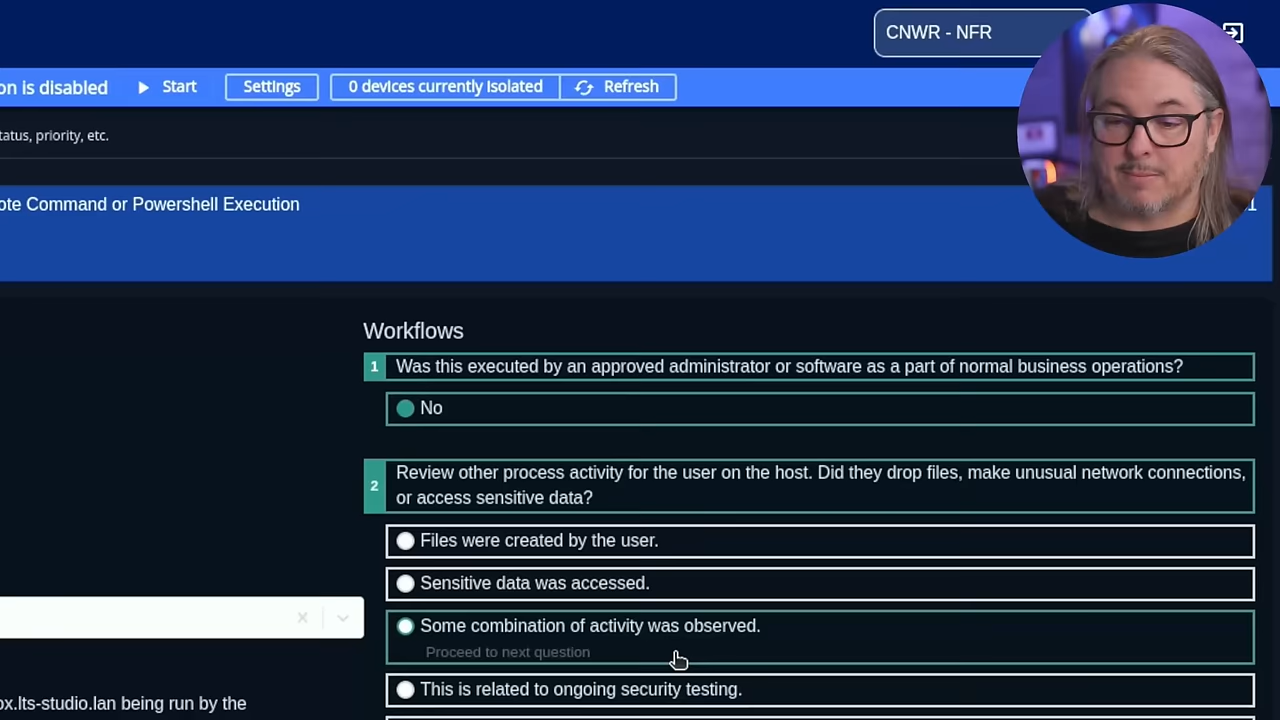 CNWR - NFR
on is disabled
Start
Settings
0 devices currently isolated
Refresh
tatus, priority, etc.
ote Command or Powershell Execution
1
Workflows
1 Was this executed by an approved administrator or software as a part of normal business operations?
No
2 Review other process activity for the user on the host. Did they drop files, make unusual network connections,
or access sensitive data?
Files were created by the user.
Sensitive data was accessed.
Some combination of activity was observed.
Proceed to next question
This is related to ongoing security testing.
ox.lts-studio.lan being run by the